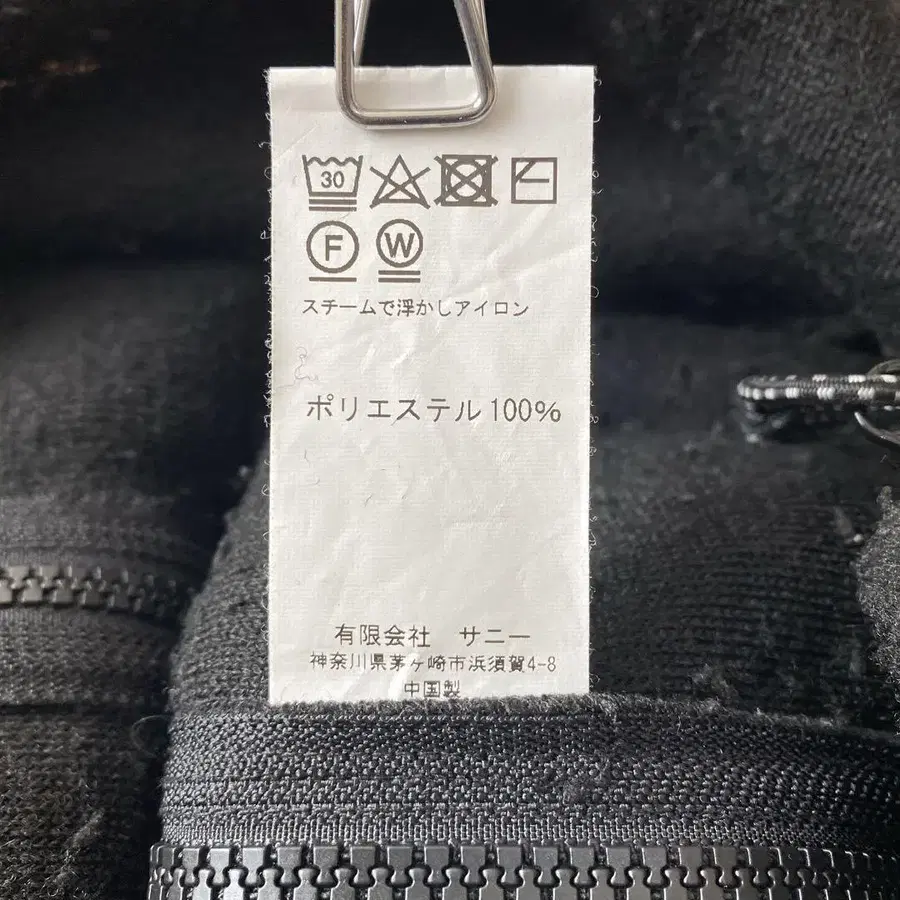 30
F W
スチームで浮かしアイロン
ポリエステル100%
有限会社 サニー
神奈川県茅ヶ崎市浜須賀4-8
中国製